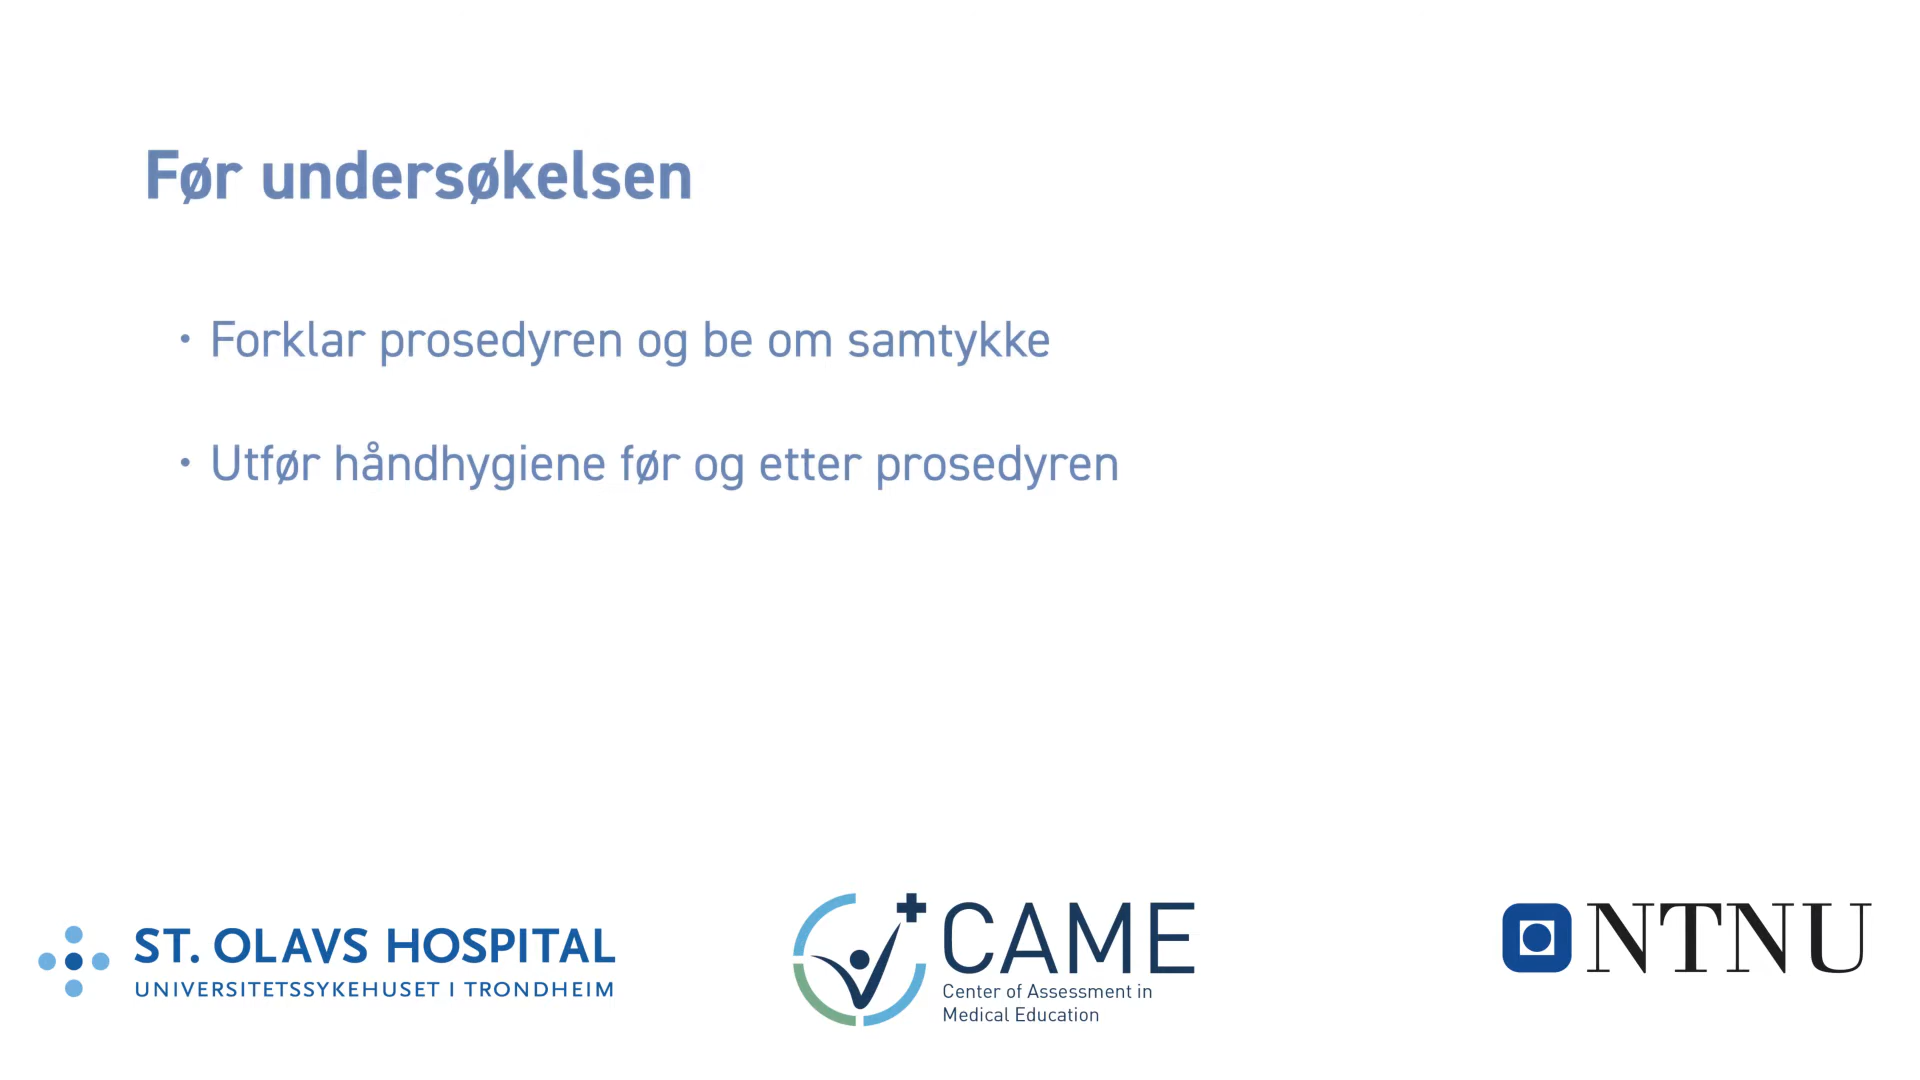 Før undersøkelsen
• Forklar prosedyren og be om samtykke
• Utfør håndhygiene før og etter prosedyren
ST. OLAVS HOSPITAL
UNIVERSITETSSYKEHUSET I TRONDHEIM
CAME
Center of Assessment in
Medical Education
NTNU